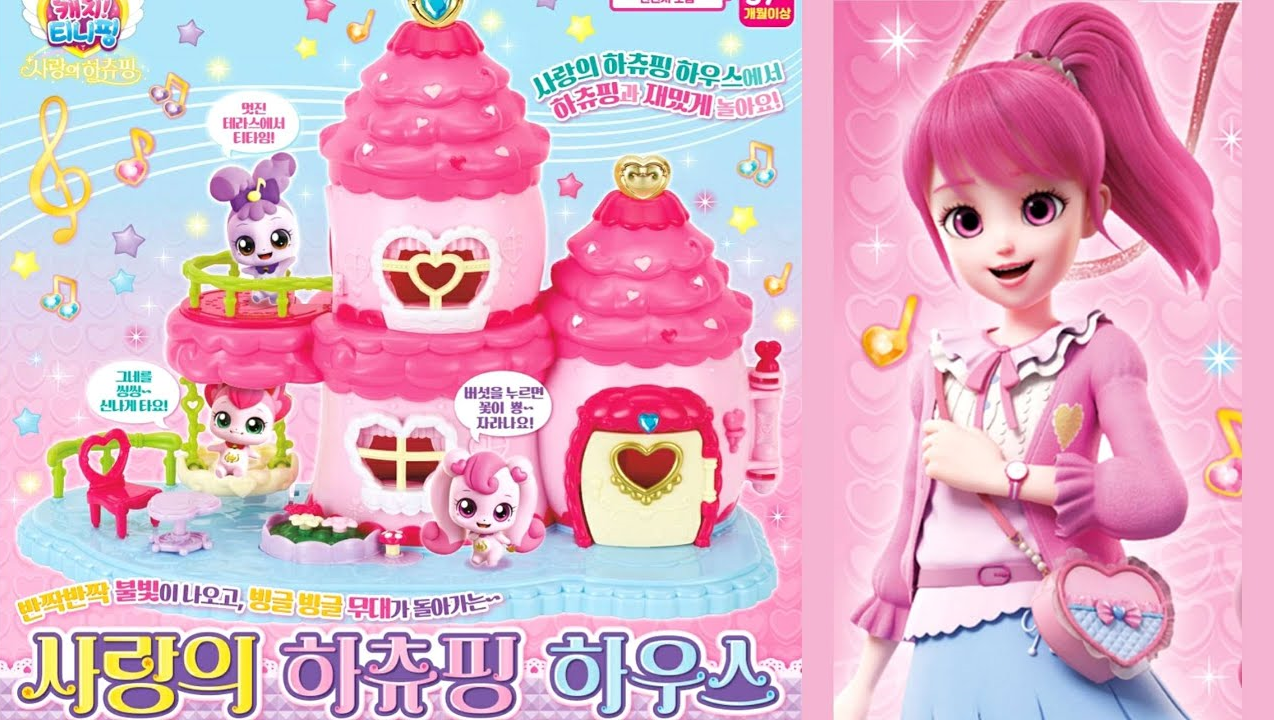 캐치!
티니핑
사랑의 하츄핑
개월이상
사랑의 하츄핑 하우스에서
하츄핑과 재밌게 놀아요!
멋진
테라스에서
티타임!
그네를
씽씽~
신나게 타요!
버섯을 누르면
꽃이 뿅~
자라나요!
반짝반짝 불빛이 나오고, 빙글 빙글 무대가 돌아가는~
사랑의 하츄핑 하우스